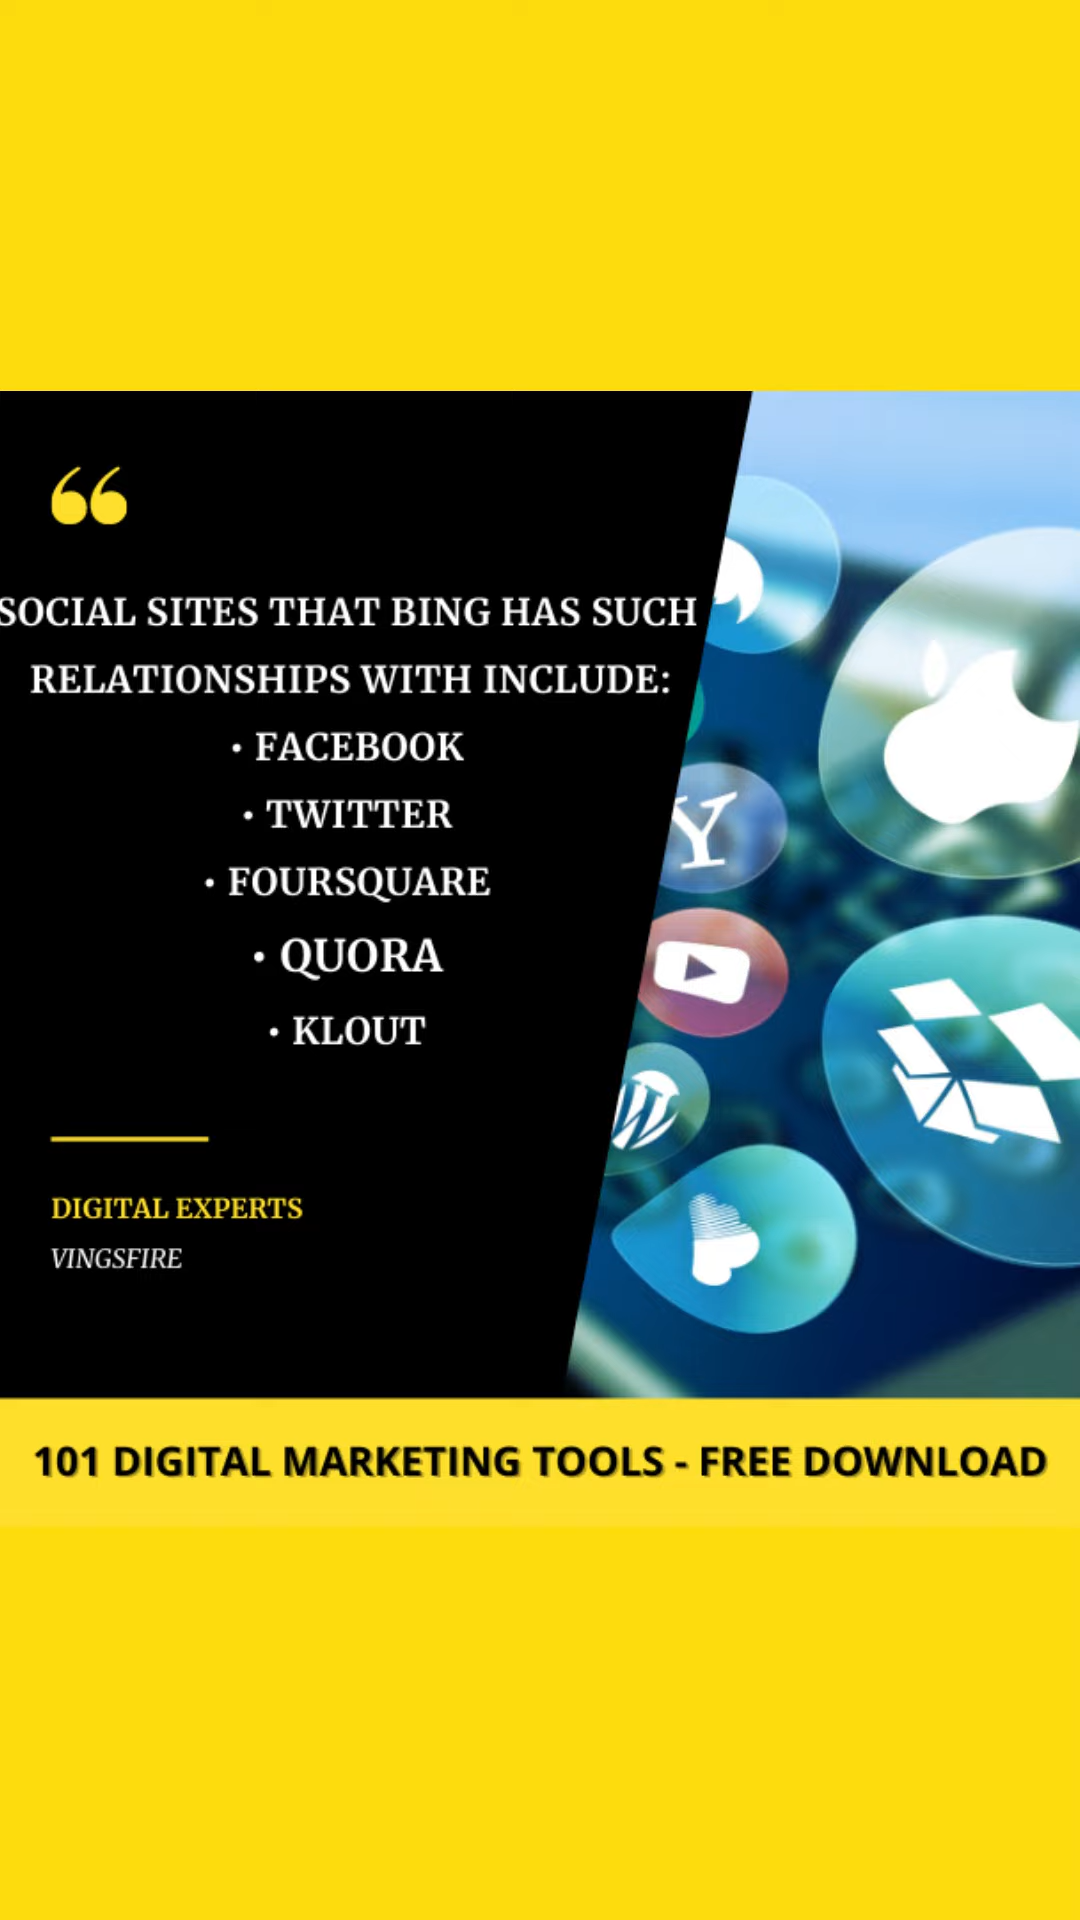 SOCIAL SITES THAT BING HAS SUCH
RELATIONSHIPS WITH INCLUDE:
• FACEBOOK
• TWITTER
• FOURSQUARE
• QUORA
• KLOUT
DIGITAL EXPERTS
VINGSFIRE
101 DIGITAL MARKETING TOOLS - FREE DOWNLOAD